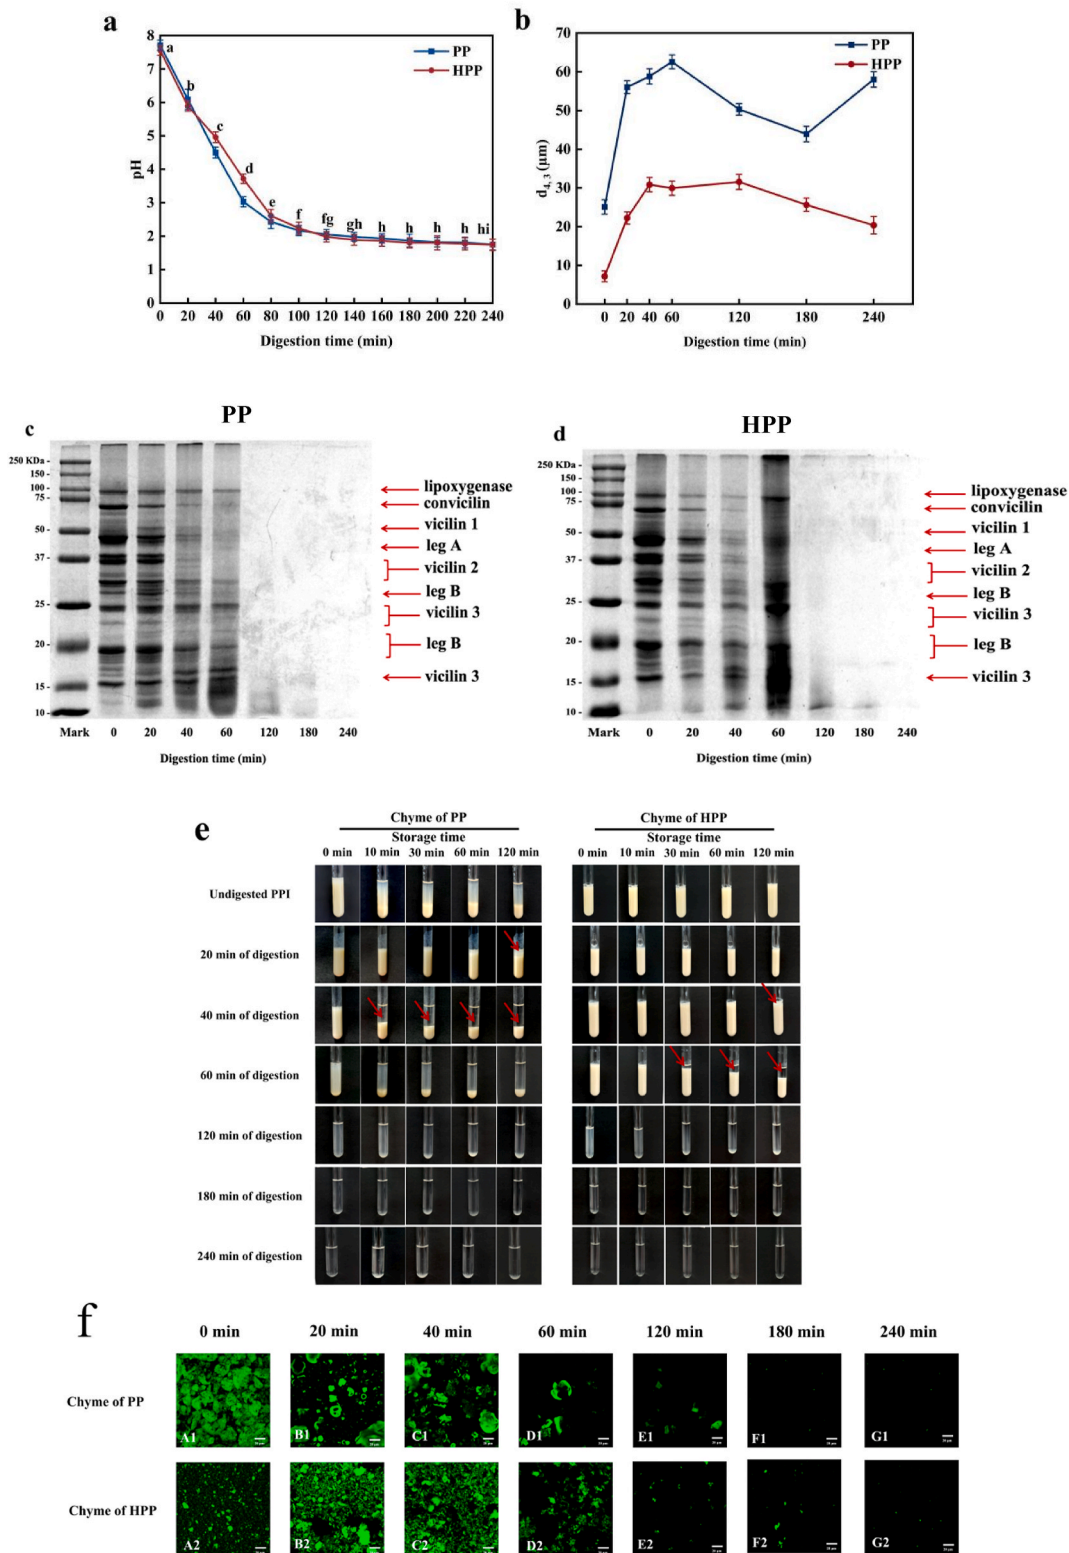 a
PP
HPP
8
7
6
5
4
3
2
1
0
pH
a
b
c
d
e
f
fg
gh
h
h
h
h
hi
0 20 40 60 80 100 120 140 160 180 200 220 240
Digestion time (min)
b
PP
HPP
70
60
50
40
30
20
10
0
d4, 3 (μm)
0 20 40 60 120 180 240
Digestion time (min)
PP
c
250 KDa -
150 -
100 -
75 -
50 -
37 -
25 -
20 -
15 -
10 -
lipoxygenase
convicilin
vicilin 1
leg A
vicilin 2
leg B
vicilin 3
leg B
vicilin 3
Mark 0 20 40 60 120 180 240
Digestion time (min)
HPP
d
250 KDa -
150 -
100 -
75 -
50 -
37 -
25 -
20 -
15 -
10 -
lipoxygenase
convicilin
vicilin 1
leg A
vicilin 2
leg B
vicilin 3
leg B
vicilin 3
Mark 0 20 40 60 120 180 240
Digestion time (min)
e
Chyme of PP
Storage time
0 min 10 min 30 min 60 min 120 min
Chyme of HPP
Storage time
0 min 10 min 30 min 60 min 120 min
Undigested PPI
20 min of digestion
40 min of digestion
60 min of digestion
120 min of digestion
180 min of digestion
240 min of digestion
f
0 min 20 min 40 min 60 min 120 min 180 min 240 min
Chyme of PP
A1 B1 C1 D1 E1 F1 G1
Chyme of HPP
A2 B2 C2 D2 E2 F2 G2